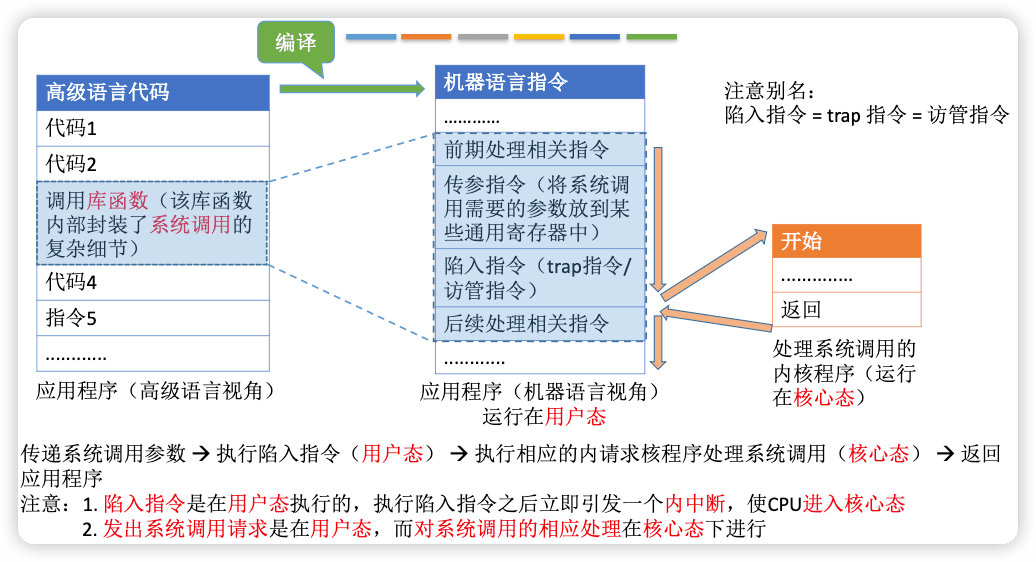 编译
高级语言代码
代码1
代码2
调用库函数（该库函数
内部封装了系统调用的
复杂细节）
代码4
指令5
............
应用程序（高级语言视角）
机器语言指令
............
前期处理相关指令
传参指令（将系统调
用需要的参数放到某
些通用寄存器中）
陷入指令（trap指令/
访管指令）
后续处理相关指令
............
应用程序（机器语言视角）
运行在用户态
注意别名：
陷入指令 = trap 指令 = 访管指令
开始
..............
返回
处理系统调用的
内核程序（运行
在核心态）
传递系统调用参数 → 执行陷入指令（用户态） → 执行相应的内请求核程序处理系统调用（核心态） → 返回
应用程序
注意：1. 陷入指令是在用户态执行的，执行陷入指令之后立即引发一个内中断，使CPU进入核心态
2. 发出系统调用请求是在用户态，而对系统调用的相应处理在核心态下进行